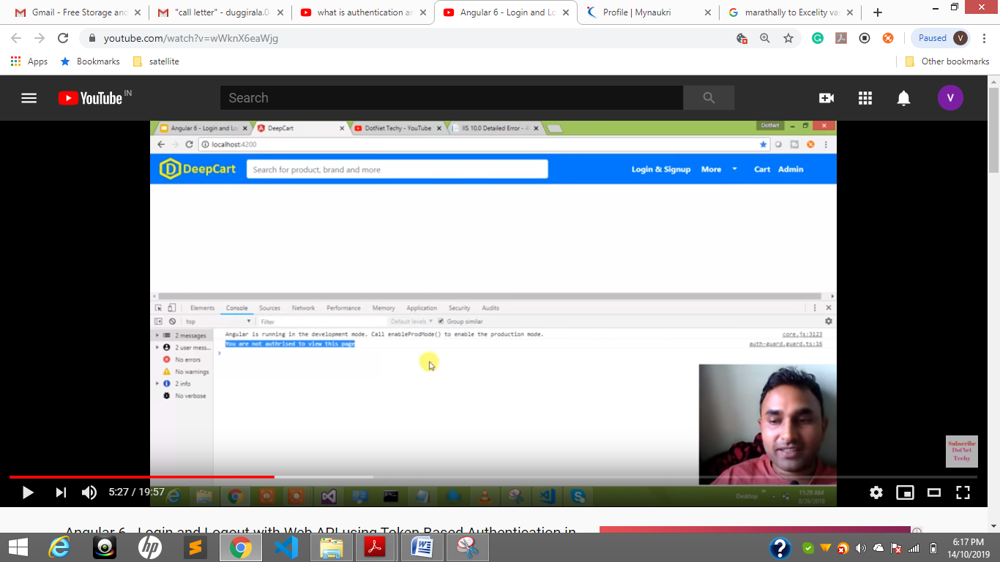 Gmail - Free Storage and
"call letter" - duggirala.0
what is authentication a
Angular 6 - Login and Lo
Profile | Mynaukri
marathally to Excelity va
youtube.com/watch?v=wWknX6eaWjg
Paused V
Apps Bookmarks satellite Other bookmarks
YouTube IN
Search
V
Angular 6 - Login and Lo
DeepCart
DotNet Techy - YouTube
IIS 10.0 Detailed Error - 4
DotNet
localhost:4200
DeepCart
Search for product, brand and more
Login & Signup More Cart Admin
Elements Console Sources Network Performance Memory Application Security Audits
top Filter Default levels Group similar
2 messages
2 user mess...
No errors
No warnings
2 info
No verbose
Angular is running in the development mode. Call enableProdMode() to enable the production mode. core.js:3123
You are not authrised to view this page auth-guard.guard.ts:16
Subscribe
DotNet
Techy
5:27 / 19:57
Desktop
11:29 AM
8/26/2018
Angular 6 - Login and Logout with Web API using Token Based Authentication in
hp
6:17 PM
14/10/2019